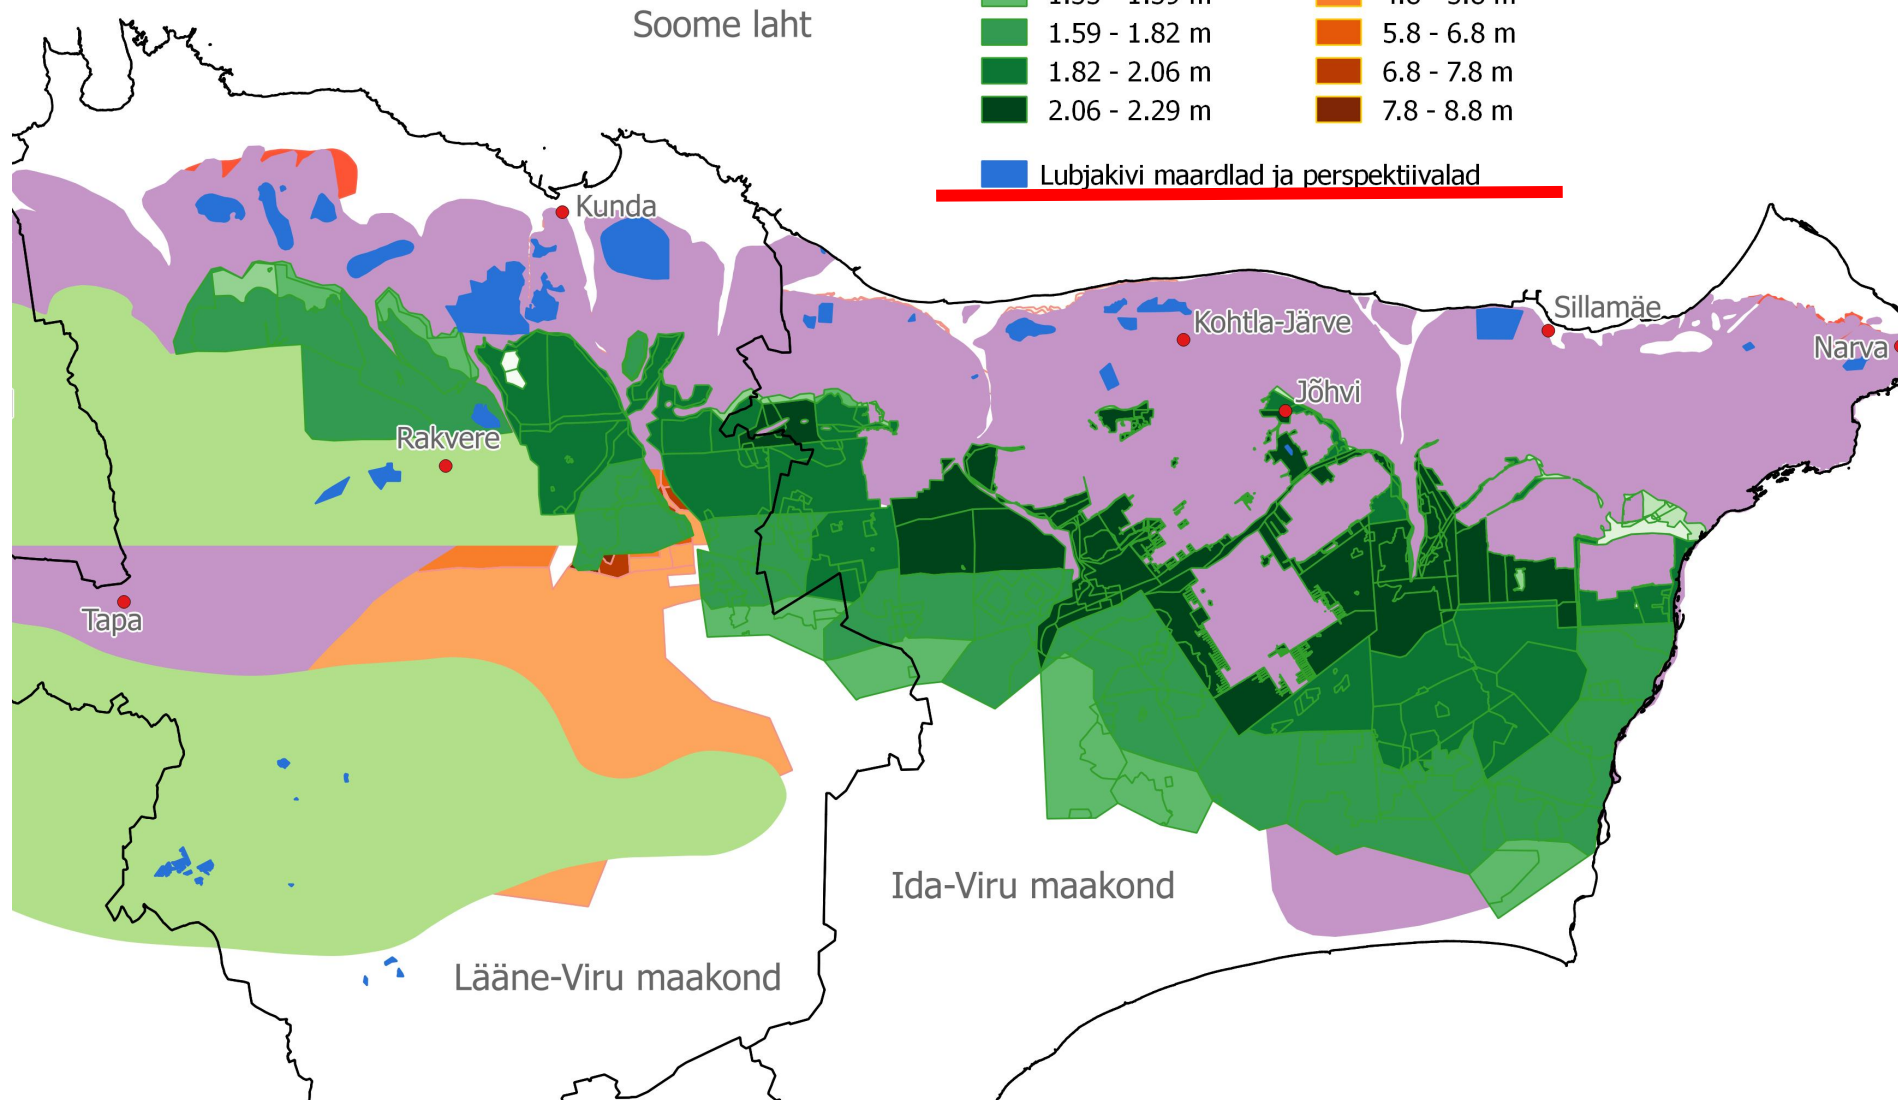 Soome laht
1.59 - 1.82 m
5.8 - 6.8 m
1.82 - 2.06 m
6.8 - 7.8 m
2.06 - 2.29 m
7.8 - 8.8 m
Lubjakivi maardlad ja perspektiivalad
Kunda
Sillamäe
Kohtla-Järve
Narva
Jõhvi
Rakvere
Tapa
Ida-Viru maakond
Lääne-Viru maakond